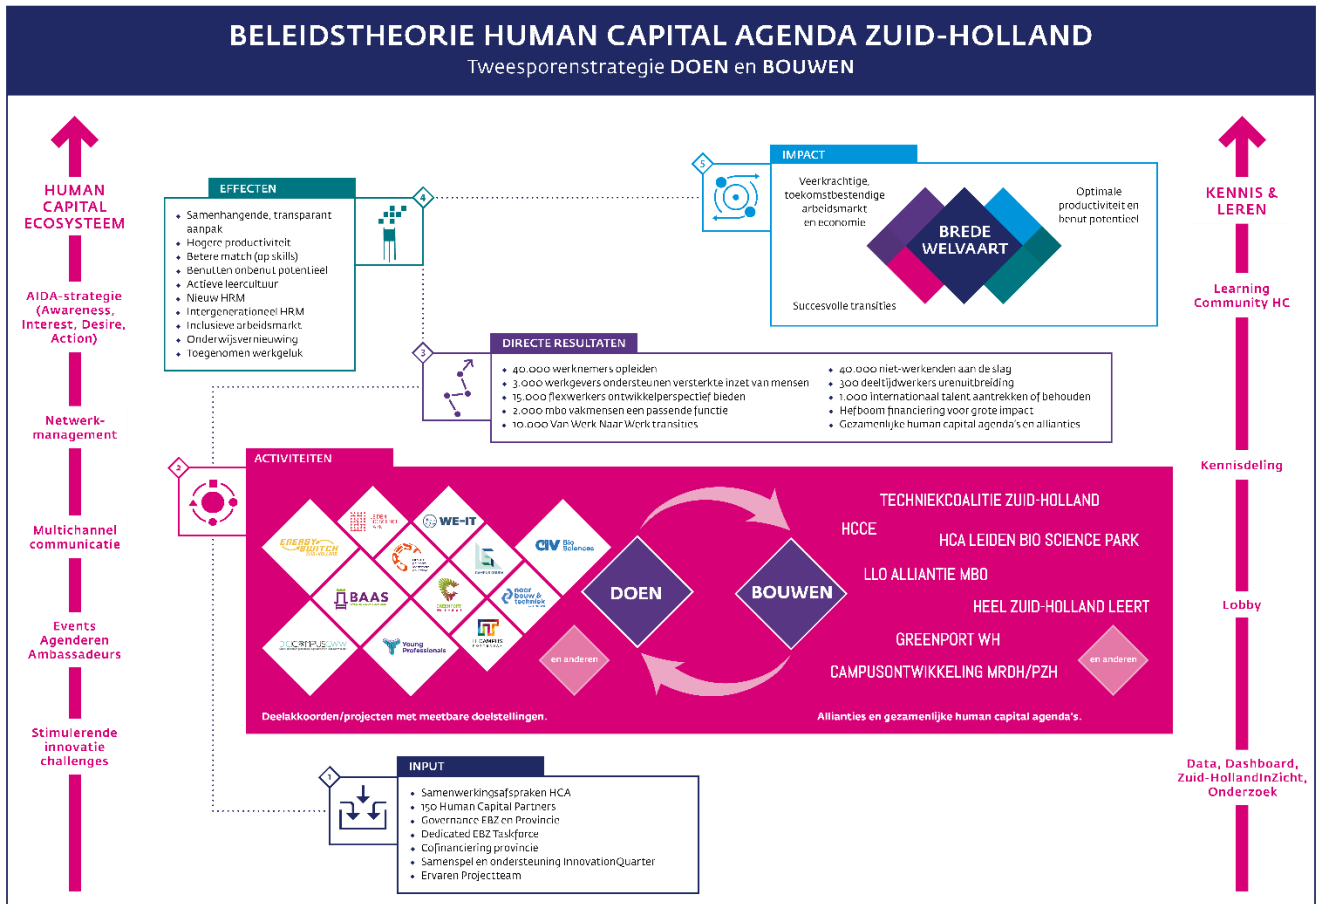 BELEIDSTHEORIE HUMAN CAPITAL AGENDA ZUID-HOLLAND
Tweesporenstrategie DOEN en BOUWEN
HUMAN
CAPITAL
ECOSYSTEEM
AIDA-strategie
(Awareness,
Interest, Desire,
Action)
Netwerk-
management
Multichannel
communicatie
Events
Agenderen
Ambassadeurs
Stimulerende
innovatie
challenges
EFFECTEN
4
Samenhangende, transparant
aanpak
Hogere productiviteit
Betere match (op skills)
Benutten onbenut potentieel
Actieve leercultuur
Nieuw HRM
Intergenerationeel HRM
Inclusieve arbeidsmarkt
Onderwijsvernieuwing
Toegenomen werkgeluk
5
IMPACT
Veerkrachtige,
toekomstbestendige
arbeidsmarkt
en economie
BREDE
WELVAART
Optimale
productiviteit en
benut potentieel
Succesvolle transities
3
DIRECTE RESULTATEN
40.000 werknemers opleiden
3.000 werkgevers ondersteunen versterkte inzet van mensen
15.000 flexwerkers ontwikkelperspectief bieden
2.000 mbo vakmensen een passende functie
10.000 Van Werk Naar Werk transities
40.000 niet-werkenden aan de slag
300 deeltijdwerkers urenuitbreiding
1.000 internationaal talent aantrekken of behouden
Hefboom financiering voor grote impact
Gezamenlijke human capital agenda's en allianties
2
ACTIVITEITEN
ENERGY
SWITCH
WE-IT
CIV Bio
Sciences
BAAS
naar
bouw &
techniek
Young
Professionals
IT CAMPUS
ROTTERDAM
en anderen
DOEN
BOUWEN
TECHNIEKCOALITIE ZUID-HOLLAND
HCCE
HCA LEIDEN BIO SCIENCE PARK
LLO ALLIANTIE MBO
HEEL ZUID-HOLLAND LEERT
GREENPORT WH
CAMPUSONTWIKKELING MRDH/PZH
en anderen
Deelakkoorden/projecten met meetbare doelstellingen.
Allianties en gezamenlijke human capital agenda's.
1
INPUT
Samenwerkingsafspraken HCA
150 Human Capital Partners
Governance EBZ en Provincie
Dedicated EBZ Taskforce
Cofinanciering provincie
Samenspel en ondersteuning InnovationQuarter
Ervaren Projectteam
KENNIS &
LEREN
Learning
Community HC
Kennisdeling
Lobby
Data, Dashboard,
Zuid-HollandInZicht,
Onderzoek